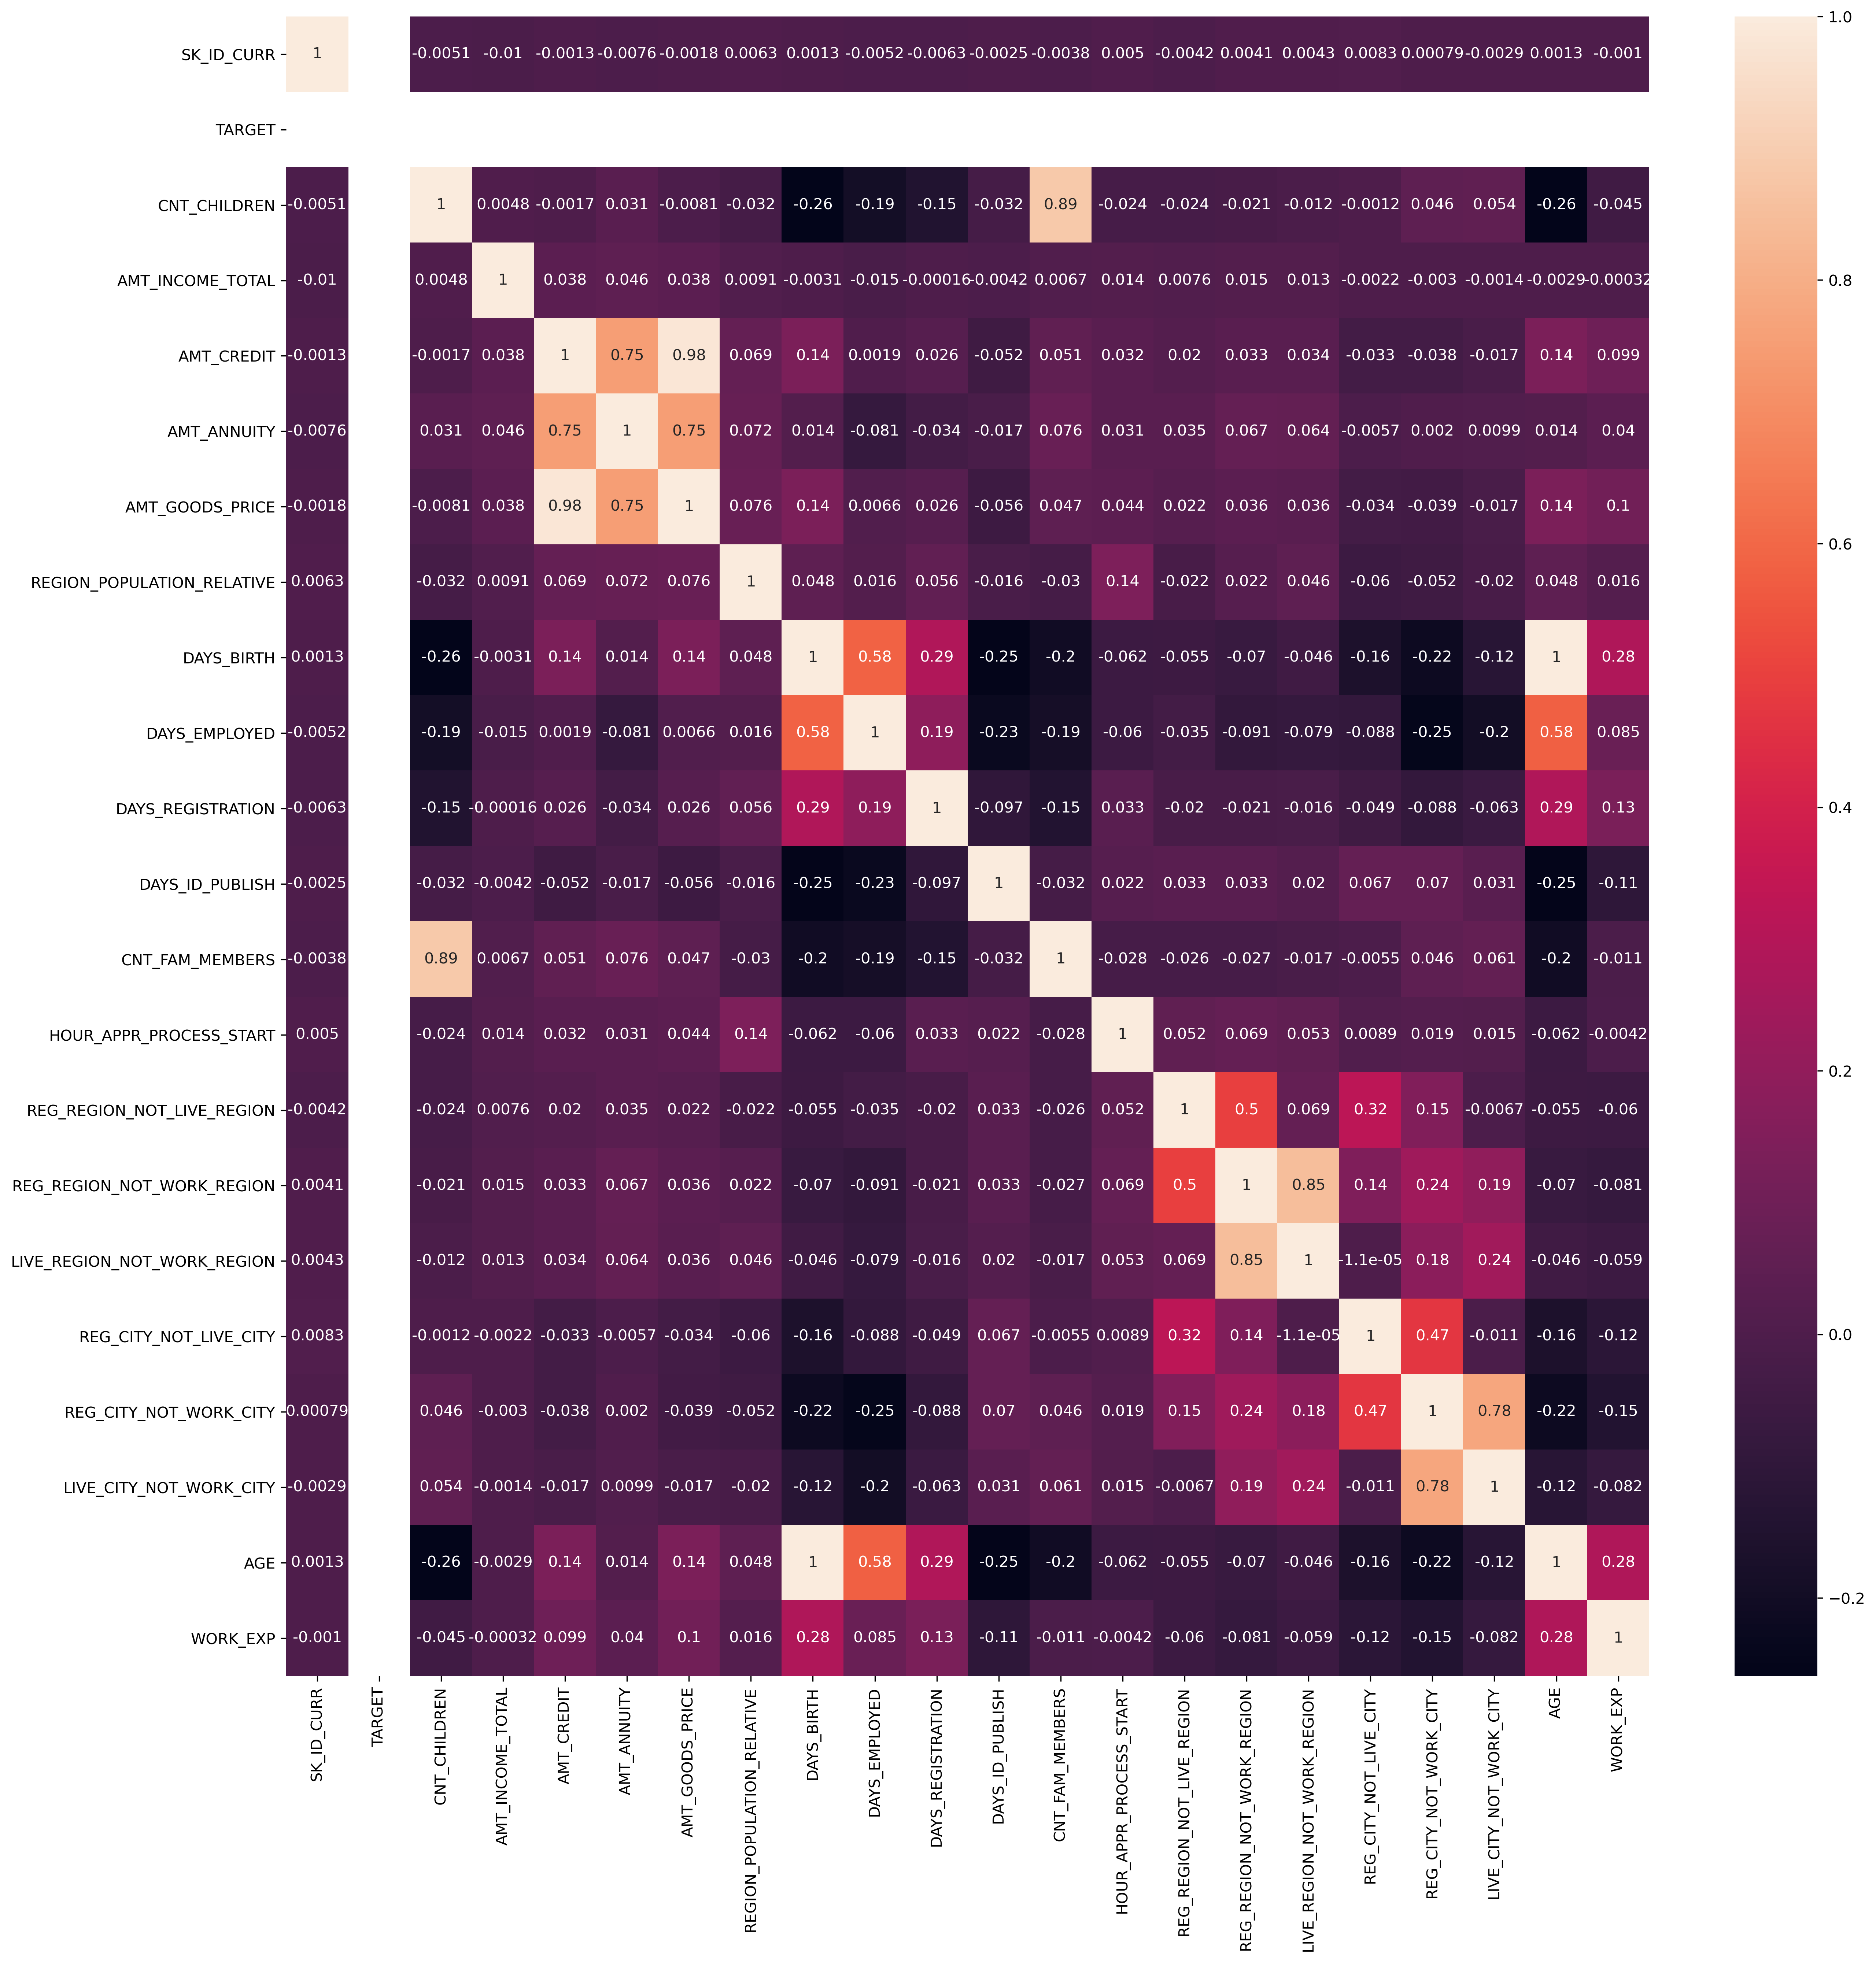 SK_ID_CURR 1 -0.0051 -0.01 -0.0013 -0.0076 -0.0018 0.0063 0.0013 -0.0052 -0.0063 -0.0025 -0.0038 0.005 -0.0042 0.0041 0.0043 0.0083 0.00079 -0.0029 0.0013 -0.001
TARGET
CNT_CHILDREN -0.0051 1 0.0048 -0.0017 0.031 -0.0081 -0.032 -0.26 -0.19 -0.15 -0.032 0.89 -0.024 -0.024 -0.021 -0.012 -0.0012 0.046 0.054 -0.26 -0.045
AMT_INCOME_TOTAL -0.01 0.0048 1 0.038 0.046 0.038 0.0091 -0.0031 -0.015 -0.00016 -0.0042 0.0067 0.014 0.0076 0.015 0.013 -0.0022 -0.003 -0.0014 -0.0029 -0.00032
AMT_CREDIT -0.0013 -0.0017 0.038 1 0.75 0.98 0.069 0.14 0.0019 0.026 -0.052 0.051 0.032 0.02 0.033 0.034 -0.033 -0.038 -0.017 0.14 0.099
AMT_ANNUITY -0.0076 0.031 0.046 0.75 1 0.75 0.072 0.014 -0.081 -0.034 -0.017 0.076 0.031 0.035 0.067 0.064 -0.0057 0.002 0.0099 0.014 0.04
AMT_GOODS_PRICE -0.0018 -0.0081 0.038 0.98 0.75 1 0.076 0.14 0.0066 0.026 -0.056 0.047 0.044 0.022 0.036 0.036 -0.034 -0.039 -0.017 0.14 0.1
REGION_POPULATION_RELATIVE 0.0063 -0.032 0.0091 0.069 0.072 0.076 1 0.048 0.016 0.056 -0.016 -0.03 0.14 -0.022 0.022 0.046 -0.06 -0.052 -0.02 0.048 0.016
DAYS_BIRTH 0.0013 -0.26 -0.0031 0.14 0.014 0.14 0.048 1 0.58 0.29 -0.25 -0.2 -0.062 -0.055 -0.07 -0.046 -0.16 -0.22 -0.12 1 0.28
DAYS_EMPLOYED -0.0052 -0.19 -0.015 0.0019 -0.081 0.0066 0.016 0.58 1 0.19 -0.23 -0.19 -0.06 -0.035 -0.091 -0.079 -0.088 -0.25 -0.2 0.58 0.085
DAYS_REGISTRATION -0.0063 -0.15 -0.00016 0.026 -0.034 0.026 0.056 0.29 0.19 1 -0.097 -0.15 0.033 -0.02 -0.021 -0.016 -0.049 -0.088 -0.063 0.29 0.13
DAYS_ID_PUBLISH -0.0025 -0.032 -0.0042 -0.052 -0.017 -0.056 -0.016 -0.25 -0.23 -0.097 1 -0.032 0.022 0.033 0.033 0.02 0.067 0.07 0.031 -0.25 -0.11
CNT_FAM_MEMBERS -0.0038 0.89 0.0067 0.051 0.076 0.047 -0.03 -0.2 -0.19 -0.15 -0.032 1 -0.028 -0.026 -0.027 -0.017 -0.0055 0.046 0.061 -0.2 -0.011
HOUR_APPR_PROCESS_START 0.005 -0.024 0.014 0.032 0.031 0.044 0.14 -0.062 -0.06 0.033 0.022 -0.028 1 0.052 0.069 0.053 0.0089 0.019 0.015 -0.062 -0.0042
REG_REGION_NOT_LIVE_REGION -0.0042 -0.024 0.0076 0.02 0.035 0.022 -0.022 -0.055 -0.035 -0.02 0.033 -0.026 0.052 1 0.5 0.069 0.32 0.15 -0.0067 -0.055 -0.06
REG_REGION_NOT_WORK_REGION 0.0041 -0.021 0.015 0.033 0.067 0.036 0.022 -0.07 -0.091 -0.021 0.033 -0.027 0.069 0.5 1 0.85 0.14 0.24 0.19 -0.07 -0.081
LIVE_REGION_NOT_WORK_REGION 0.0043 -0.012 0.013 0.034 0.064 0.036 0.046 -0.046 -0.079 -0.016 0.02 -0.017 0.053 0.069 0.85 1 -1.1e-05 0.18 0.24 -0.046 -0.059
REG_CITY_NOT_LIVE_CITY 0.0083 -0.0012 -0.0022 -0.033 -0.0057 -0.034 -0.06 -0.16 -0.088 -0.049 0.067 -0.0055 0.0089 0.32 0.14 -1.1e-05 1 0.47 -0.011 -0.16 -0.12
REG_CITY_NOT_WORK_CITY 0.00079 0.046 -0.003 -0.038 0.002 -0.039 -0.052 -0.22 -0.25 -0.088 0.07 0.046 0.019 0.15 0.24 0.18 0.47 1 0.78 -0.22 -0.15
LIVE_CITY_NOT_WORK_CITY -0.0029 0.054 -0.0014 -0.017 0.0099 -0.017 -0.02 -0.12 -0.2 -0.063 0.031 0.061 0.015 -0.0067 0.19 0.24 -0.011 0.78 1 -0.12 -0.082
AGE 0.0013 -0.26 -0.0029 0.14 0.014 0.14 0.048 1 0.58 0.29 -0.25 -0.2 -0.062 -0.055 -0.07 -0.046 -0.16 -0.22 -0.12 1 0.28
WORK_EXP -0.001 -0.045 -0.00032 0.099 0.04 0.1 0.016 0.28 0.085 0.13 -0.11 -0.011 -0.0042 -0.06 -0.081 -0.059 -0.12 -0.15 -0.082 0.28 1
SK_ID_CURR
TARGET
CNT_CHILDREN
AMT_INCOME_TOTAL
AMT_CREDIT
AMT_ANNUITY
AMT_GOODS_PRICE
REGION_POPULATION_RELATIVE
DAYS_BIRTH
DAYS_EMPLOYED
DAYS_REGISTRATION
DAYS_ID_PUBLISH
CNT_FAM_MEMBERS
HOUR_APPR_PROCESS_START
REG_REGION_NOT_LIVE_REGION
REG_REGION_NOT_WORK_REGION
LIVE_REGION_NOT_WORK_REGION
REG_CITY_NOT_LIVE_CITY
REG_CITY_NOT_WORK_CITY
LIVE_CITY_NOT_WORK_CITY
AGE
WORK_EXP
1.0
0.8
0.6
0.4
0.2
0.0
−0.2